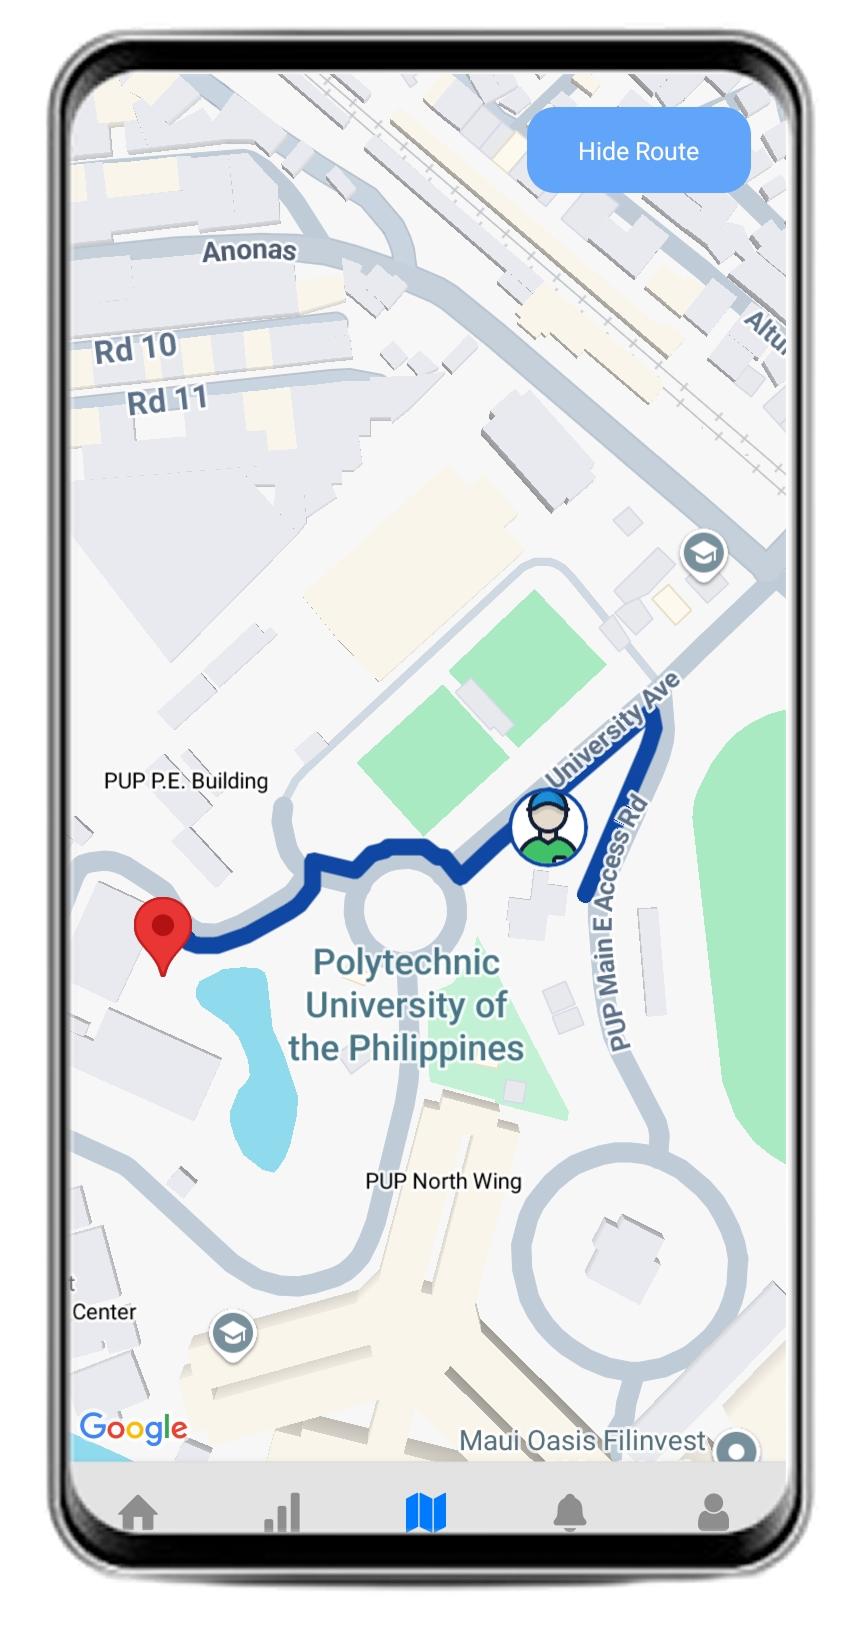 Hide Route
Anonas
Rd 10
Rd 11
University Ave
PUP P.E. Building
PUP Main E Access Rd
Polytechnic
University of
the Philippines
PUP North Wing
t
Center
Google
Maui Oasis Filinvest